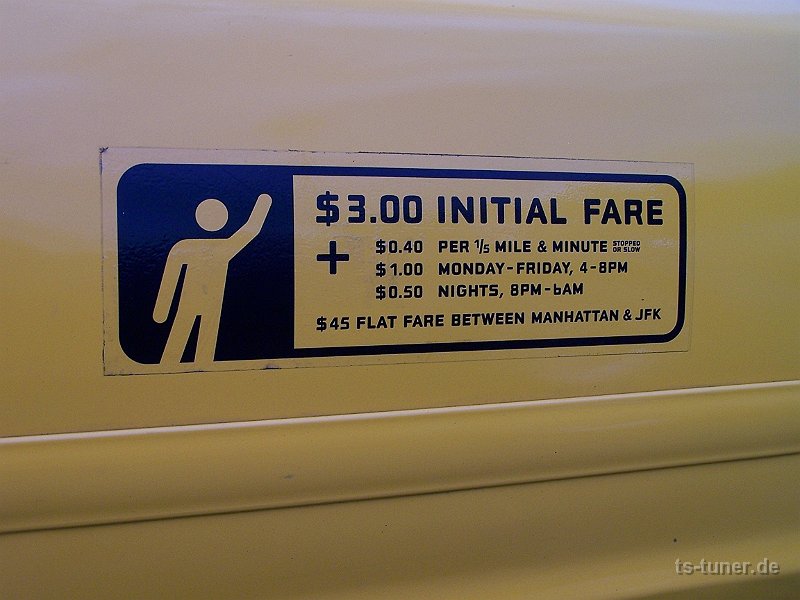 $3.00 INITIAL FARE
+ $0.40 PER 1/5 MILE & MINUTE STOPPED OR SLOW
$1.00 MONDAY-FRIDAY, 4-8PM
$0.50 NIGHTS, 8PM-6AM
$45 FLAT FARE BETWEEN MANHATTAN & JFK
ts-tuner.de